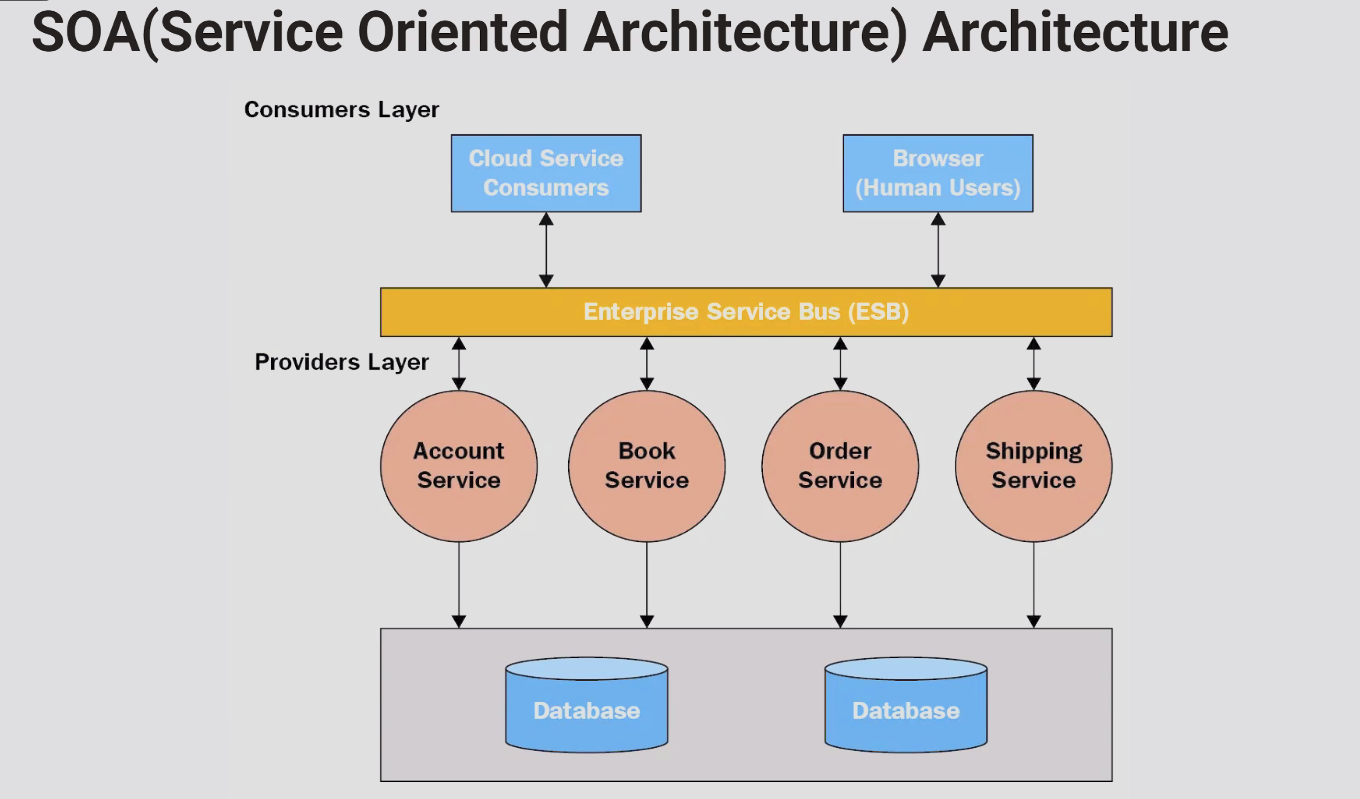 SOA(Service Oriented Architecture) Architecture
Consumers Layer
Cloud Service
Consumers
Browser
(Human Users)
Enterprise Service Bus (ESB)
Providers Layer
Account
Service
Book
Service
Order
Service
Shipping
Service
Database
Database